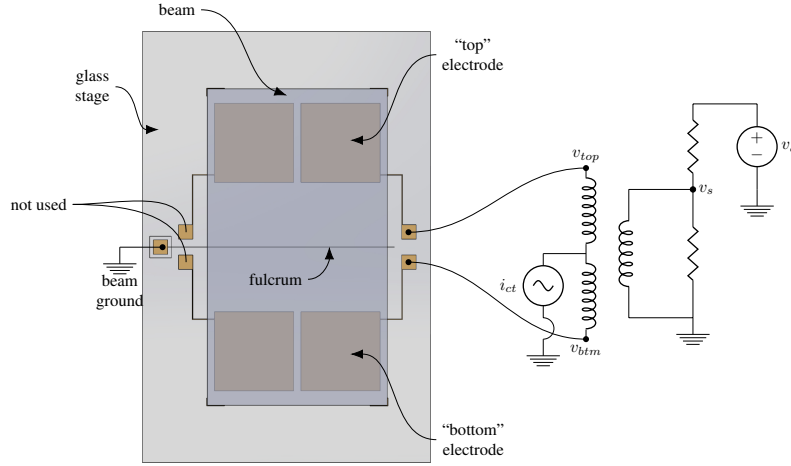 beam
“top”
electrode
glass
stage
not used
beam
ground
fulcrum
“bottom”
electrode
v_top
i_ct
v_btm
v_s
+
−